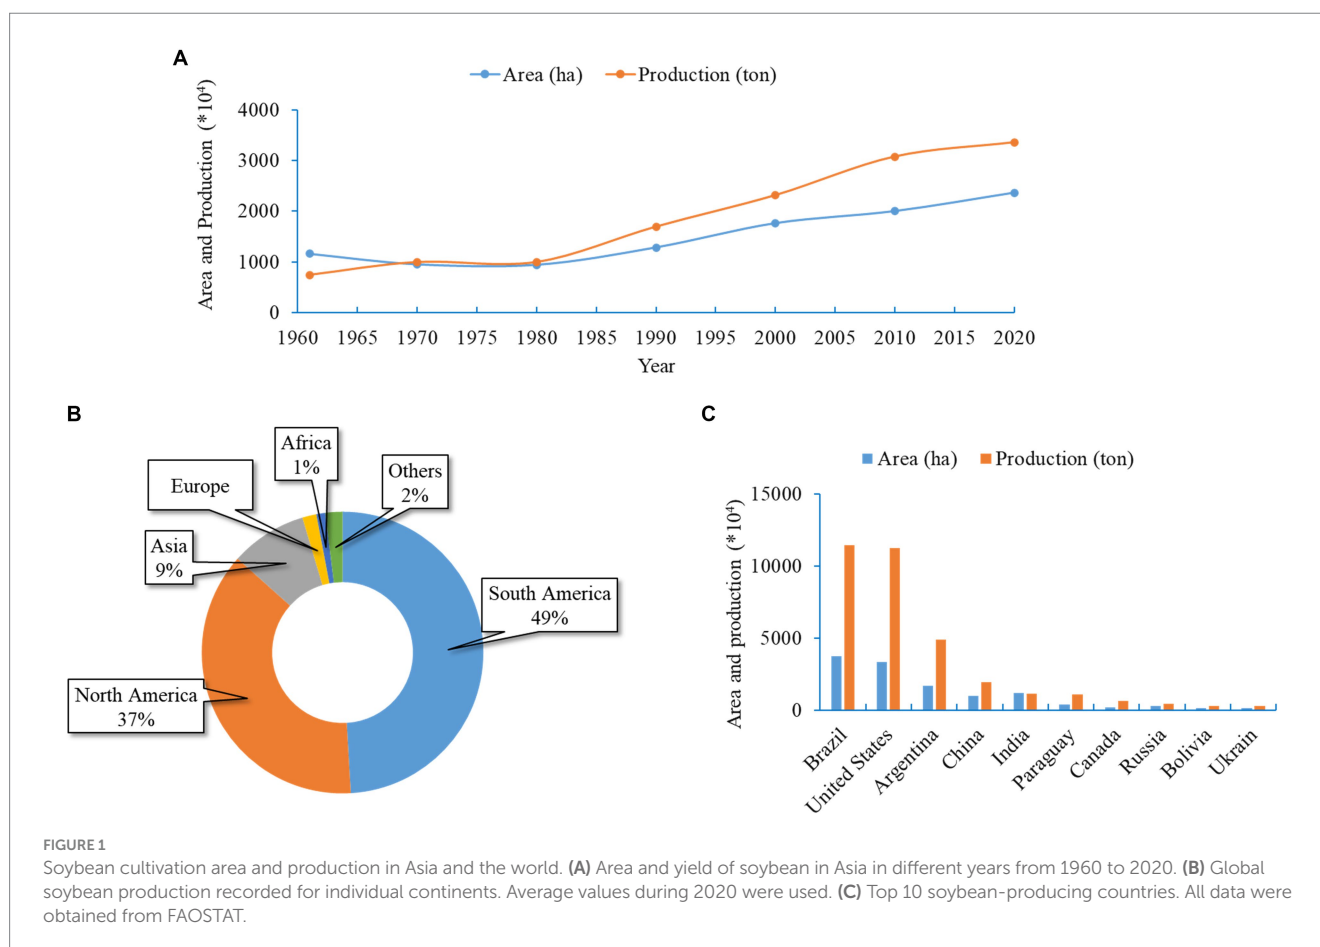 A
Area (ha) Production (ton)
Area and Production (*10⁴)
4000
3000
2000
1000
0
1960 1965 1970 1975 1980 1985 1990 1995 2000 2005 2010 2015 2020
Year
B
Africa
1%
Others
2%
Europe
Asia
9%
South America
49%
North America
37%
C
Area (ha) Production (ton)
Area and production (*10⁴)
15000
10000
5000
0
Brazil
United States
Argentina
China
India
Paraguay
Canada
Russia
Bolivia
Ukrain
FIGURE 1
Soybean cultivation area and production in Asia and the world. (A) Area and yield of soybean in Asia in different years from 1960 to 2020. (B) Global
soybean production recorded for individual continents. Average values during 2020 were used. (C) Top 10 soybean-producing countries. All data were
obtained from FAOSTAT.